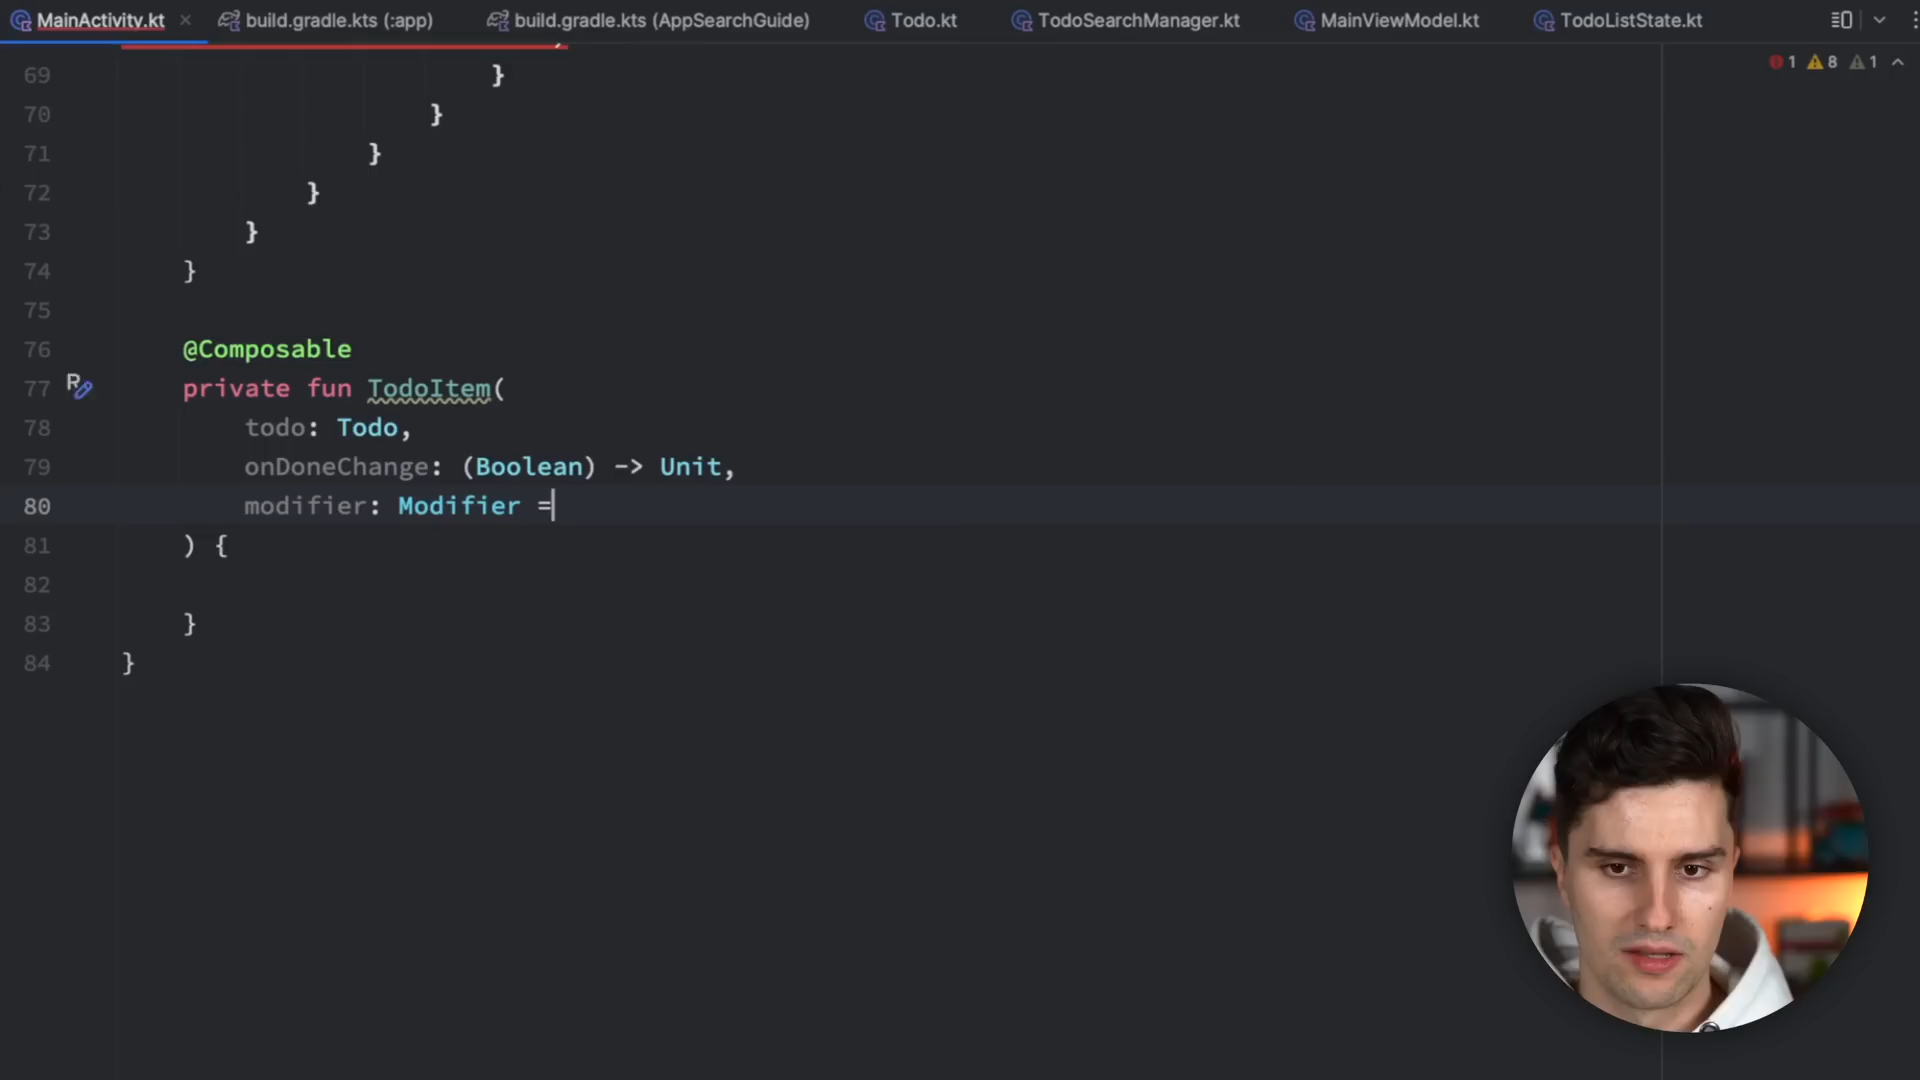 MainActivity.kt build.gradle.kts (:app) build.gradle.kts (AppSearchGuide) Todo.kt TodoSearchManager.kt MainViewModel.kt TodoListState.kt
1 8 1
69 }
70 }
71 }
72 }
73 }
74 }
75
76 @Composable
77 private fun TodoItem(
78 todo: Todo,
79 onDoneChange: (Boolean) -> Unit,
80 modifier: Modifier =
81 ) {
82
83 }
84 }